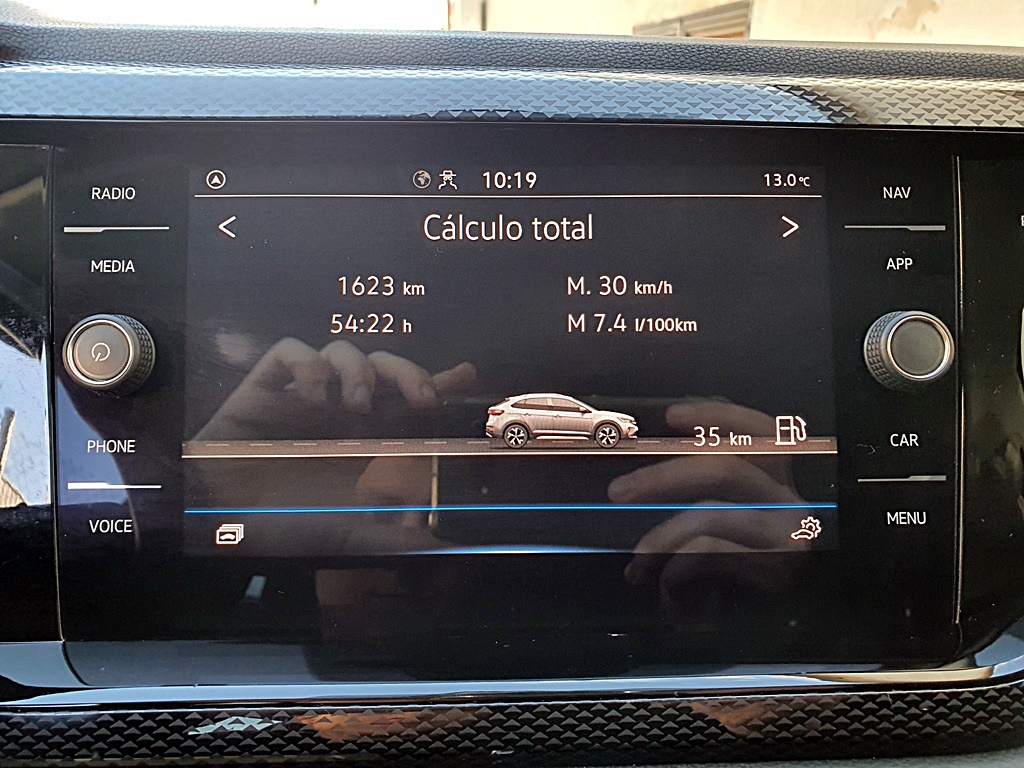 RADIO
MEDIA
PHONE
VOICE
10:19
13.0°C
<
Cálculo total
>
1623 km
M. 30 km/h
54:22 h
M 7.4 l/100km
35 km
NAV
APP
CAR
MENU